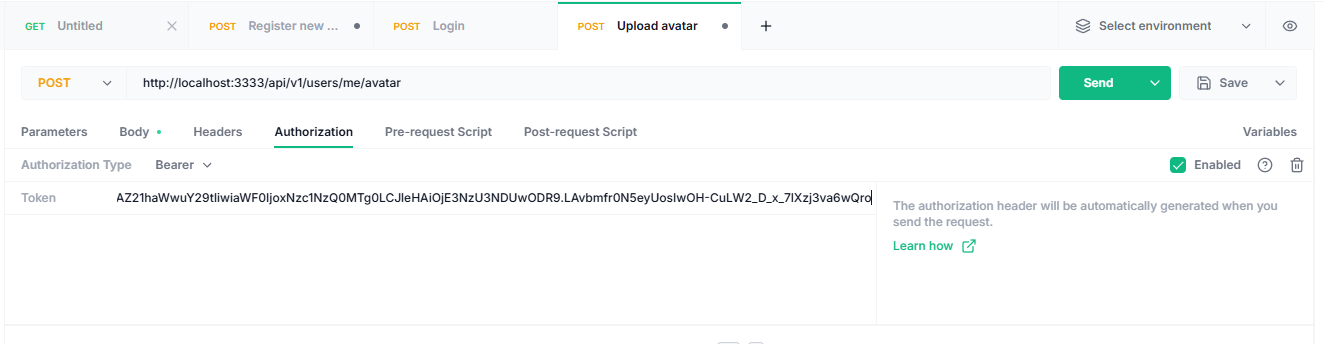 GET Untitled POST Register new ... POST Login POST Upload avatar Select environment
POST http://localhost:3333/api/v1/users/me/avatar Send Save
Parameters Body Headers Authorization Pre-request Script Post-request Script Variables
Authorization Type Bearer Enabled
Token AZ21haWwuY29tIiwiaWF0IjoxNzc1NzQ0MTg0LCJleHAiOjE3NzU3NDUwODR9.LAvbmfr0N5eyUosIwOH-CuLW2_D_x_7lXzj3va6wQro
The authorization header will be automatically generated when you
send the request.
Learn how